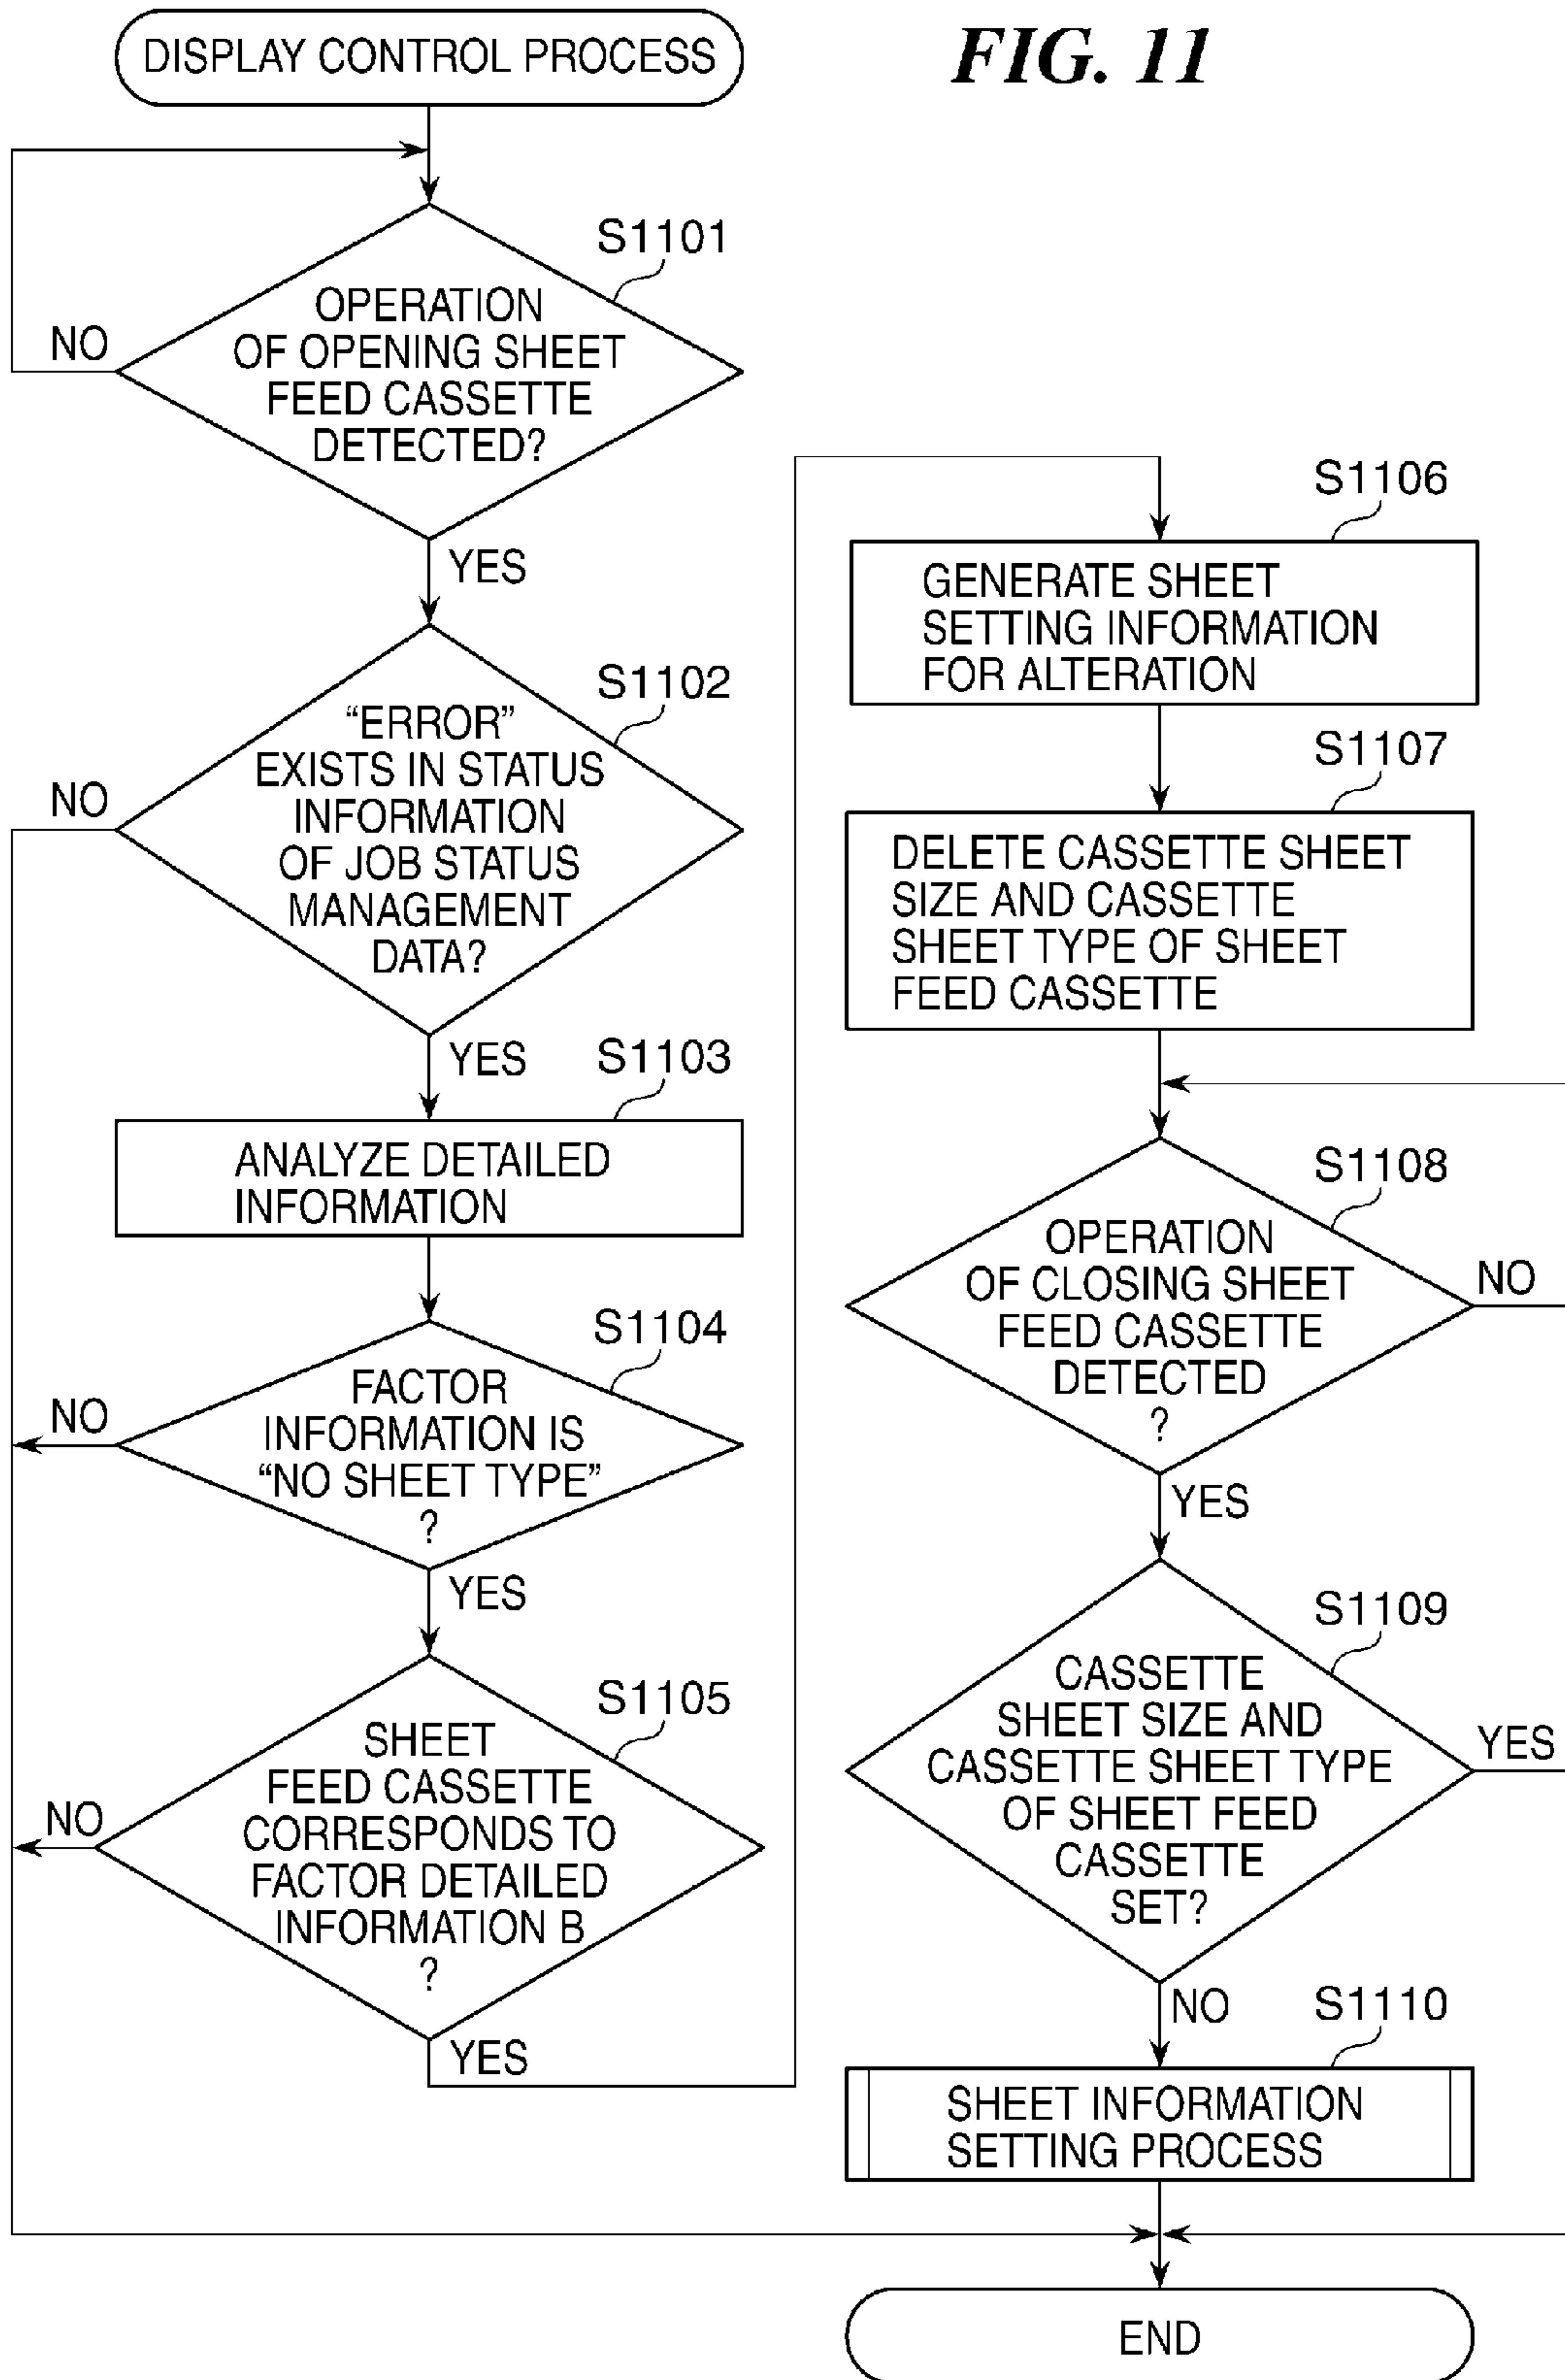 FIG. 11
DISPLAY CONTROL PROCESS
S1101
OPERATION
OF OPENING SHEET
FEED CASSETTE
DETECTED?
NO
YES
S1102
“ERROR”
EXISTS IN STATUS
INFORMATION
OF JOB STATUS
MANAGEMENT
DATA?
NO
YES
S1103
ANALYZE DETAILED
INFORMATION
S1104
FACTOR
INFORMATION IS
“NO SHEET TYPE”
?
NO
YES
S1105
SHEET
FEED CASSETTE
CORRESPONDS TO
FACTOR DETAILED
INFORMATION B
?
NO
YES
S1106
GENERATE SHEET
SETTING INFORMATION
FOR ALTERATION
S1107
DELETE CASSETTE SHEET
SIZE AND CASSETTE
SHEET TYPE OF SHEET
FEED CASSETTE
S1108
OPERATION
OF CLOSING SHEET
FEED CASSETTE
DETECTED
?
NO
YES
S1109
CASSETTE
SHEET SIZE AND
CASSETTE SHEET TYPE
OF SHEET FEED
CASSETTE
SET?
YES
NO
S1110
SHEET INFORMATION
SETTING PROCESS
END